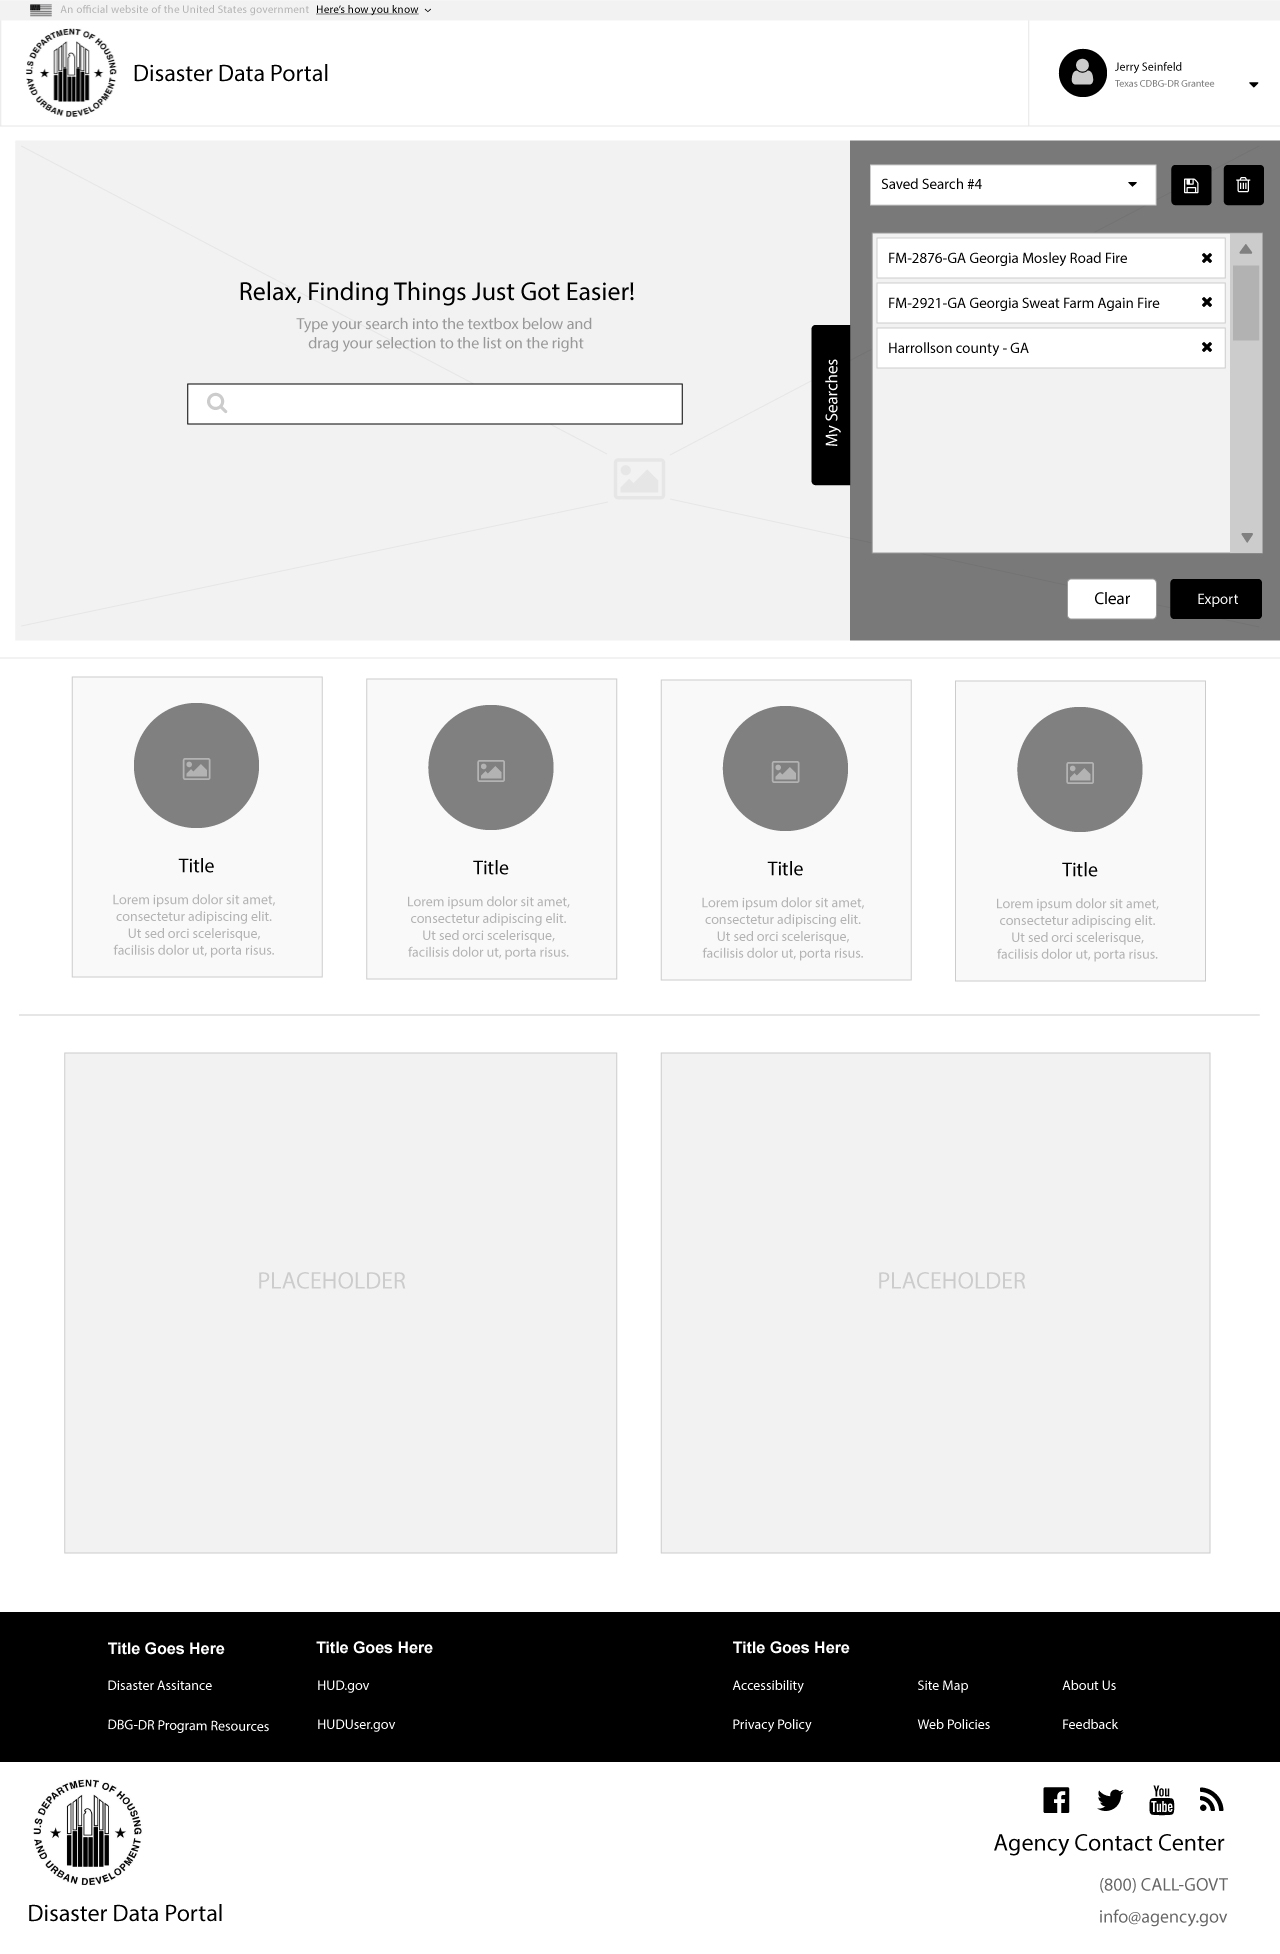 An official website of the United States government Here's how you know
U.S DEPARTMENT OF HOUSING
AND URBAN DEVELOPMENT
Disaster Data Portal
Jerry Seinfeld
Texas CDBG-DR Grantee
Relax, Finding Things Just Got Easier!
Type your search into the textbox below and
drag your selection to the list on the right
My Searches
Saved Search #4
FM-2876-GA Georgia Mosley Road Fire
FM-2921-GA Georgia Sweat Farm Again Fire
Harrollson county - GA
Clear
Export
Title
Lorem ipsum dolor sit amet,
consectetur adipiscing elit.
Ut sed orci scelerisque,
facilisis dolor ut, porta risus.
Title
Lorem ipsum dolor sit amet,
consectetur adipiscing elit.
Ut sed orci scelerisque,
facilisis dolor ut, porta risus.
Title
Lorem ipsum dolor sit amet,
consectetur adipiscing elit.
Ut sed orci scelerisque,
facilisis dolor ut, porta risus.
Title
Lorem ipsum dolor sit amet,
consectetur adipiscing elit.
Ut sed orci scelerisque,
facilisis dolor ut, porta risus.
PLACEHOLDER
PLACEHOLDER
Title Goes Here
Disaster Assitance
DBG-DR Program Resources
Title Goes Here
HUD.gov
HUDUser.gov
Title Goes Here
Accessibility
Site Map
About Us
Privacy Policy
Web Policies
Feedback
U.S DEPARTMENT OF HOUSING
AND URBAN DEVELOPMENT
Disaster Data Portal
You
Tube
Agency Contact Center
(800) CALL-GOVT
info@agency.gov